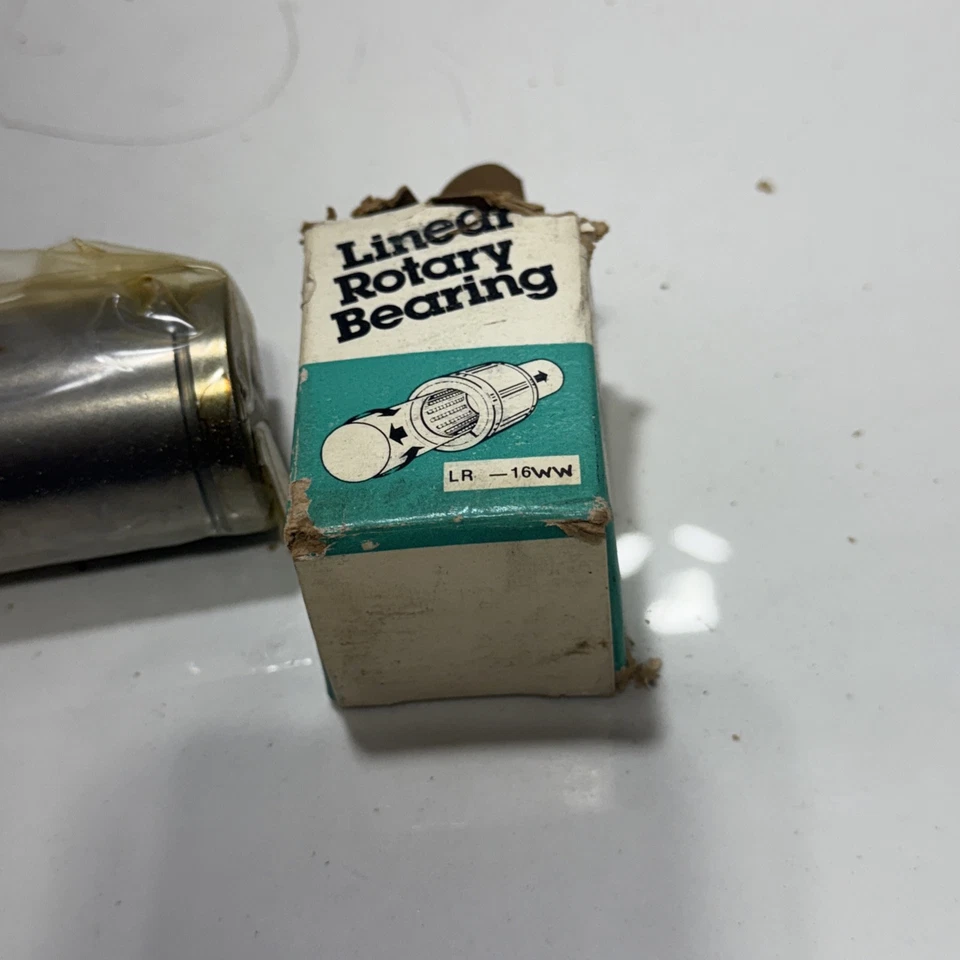 Linear
Rotary
Bearing
LR —16WW